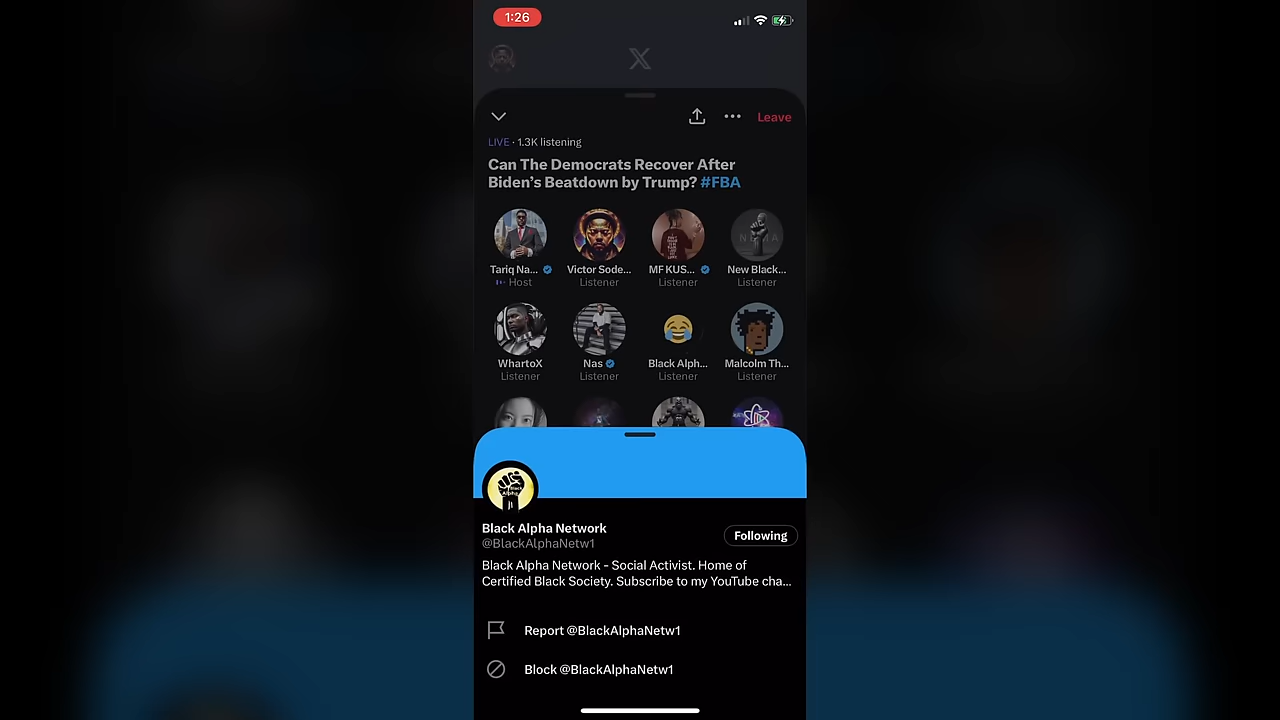 1:26
Leave
LIVE · 1.3K listening
Can The Democrats Recover After
Biden's Beatdown by Trump? #FBA
Tariq Na... Victor Sode... MF KUS... New Black...
Host Listener Listener Listener
WhartoX Nas Black Alph... Malcolm Th...
Listener Listener Listener Listener
Black Alpha
Black Alpha Network
@BlackAlphaNetw1
Following
Black Alpha Network - Social Activist. Home of
Certified Black Society. Subscribe to my YouTube cha...
Report @BlackAlphaNetw1
Block @BlackAlphaNetw1